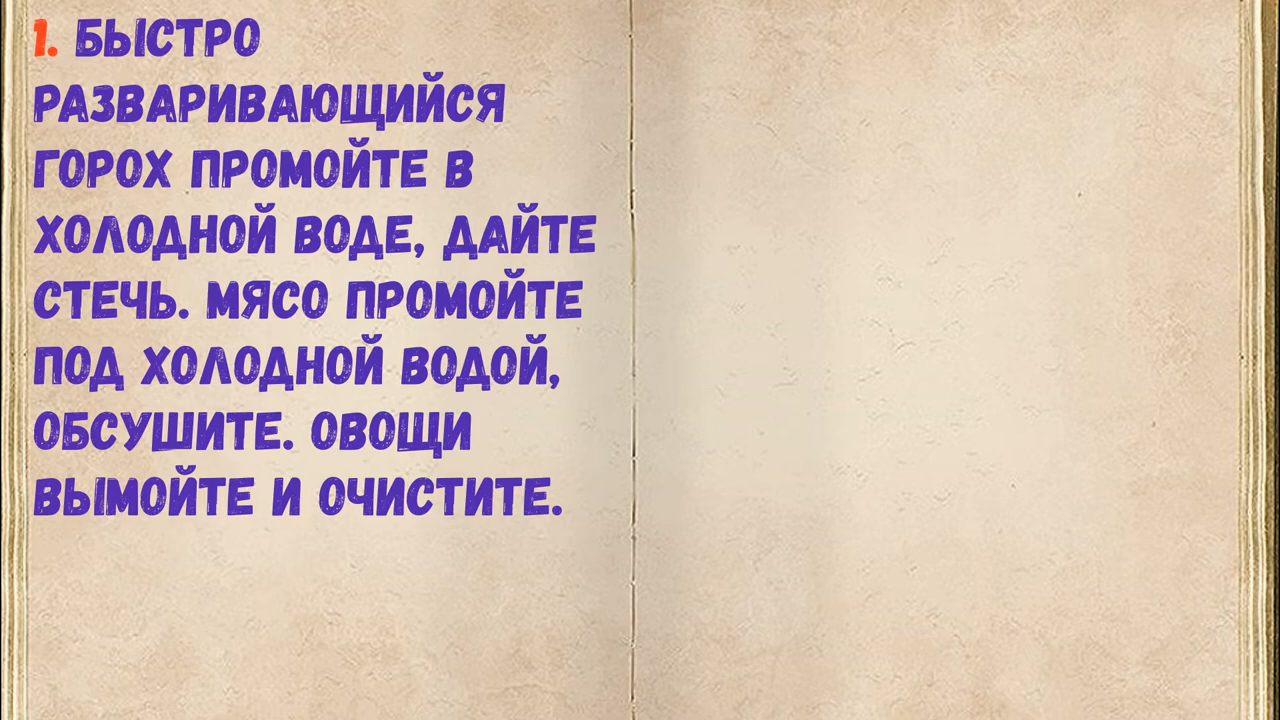 1. БЫСТРО
РАЗВАРИВАЮЩИЙСЯ
ГОРОХ ПРОМОЙТЕ В
ХОЛОДНОЙ ВОДЕ, ДАЙТЕ
СТЕЧЬ. МЯСО ПРОМОЙТЕ
ПОД ХОЛОДНОЙ ВОДОЙ,
ОБСУШИТЕ. ОВОЩИ
ВЫМОЙТЕ И ОЧИСТИТЕ.